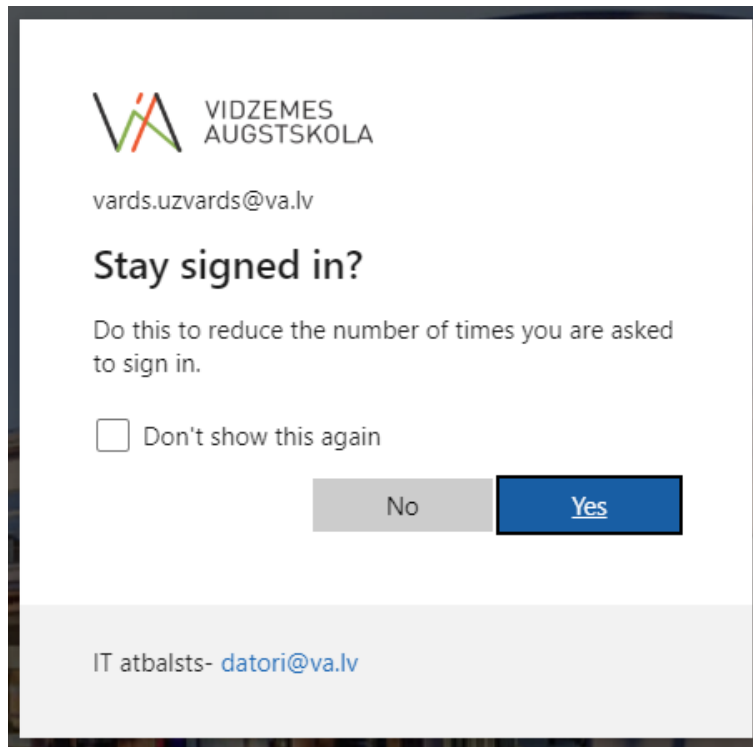 VIDZEMES
AUGSTSKOLA
vards.uzvards@va.lv
Stay signed in?
Do this to reduce the number of times you are asked
to sign in.
Don't show this again
No
Yes
IT atbalsts- datori@va.lv